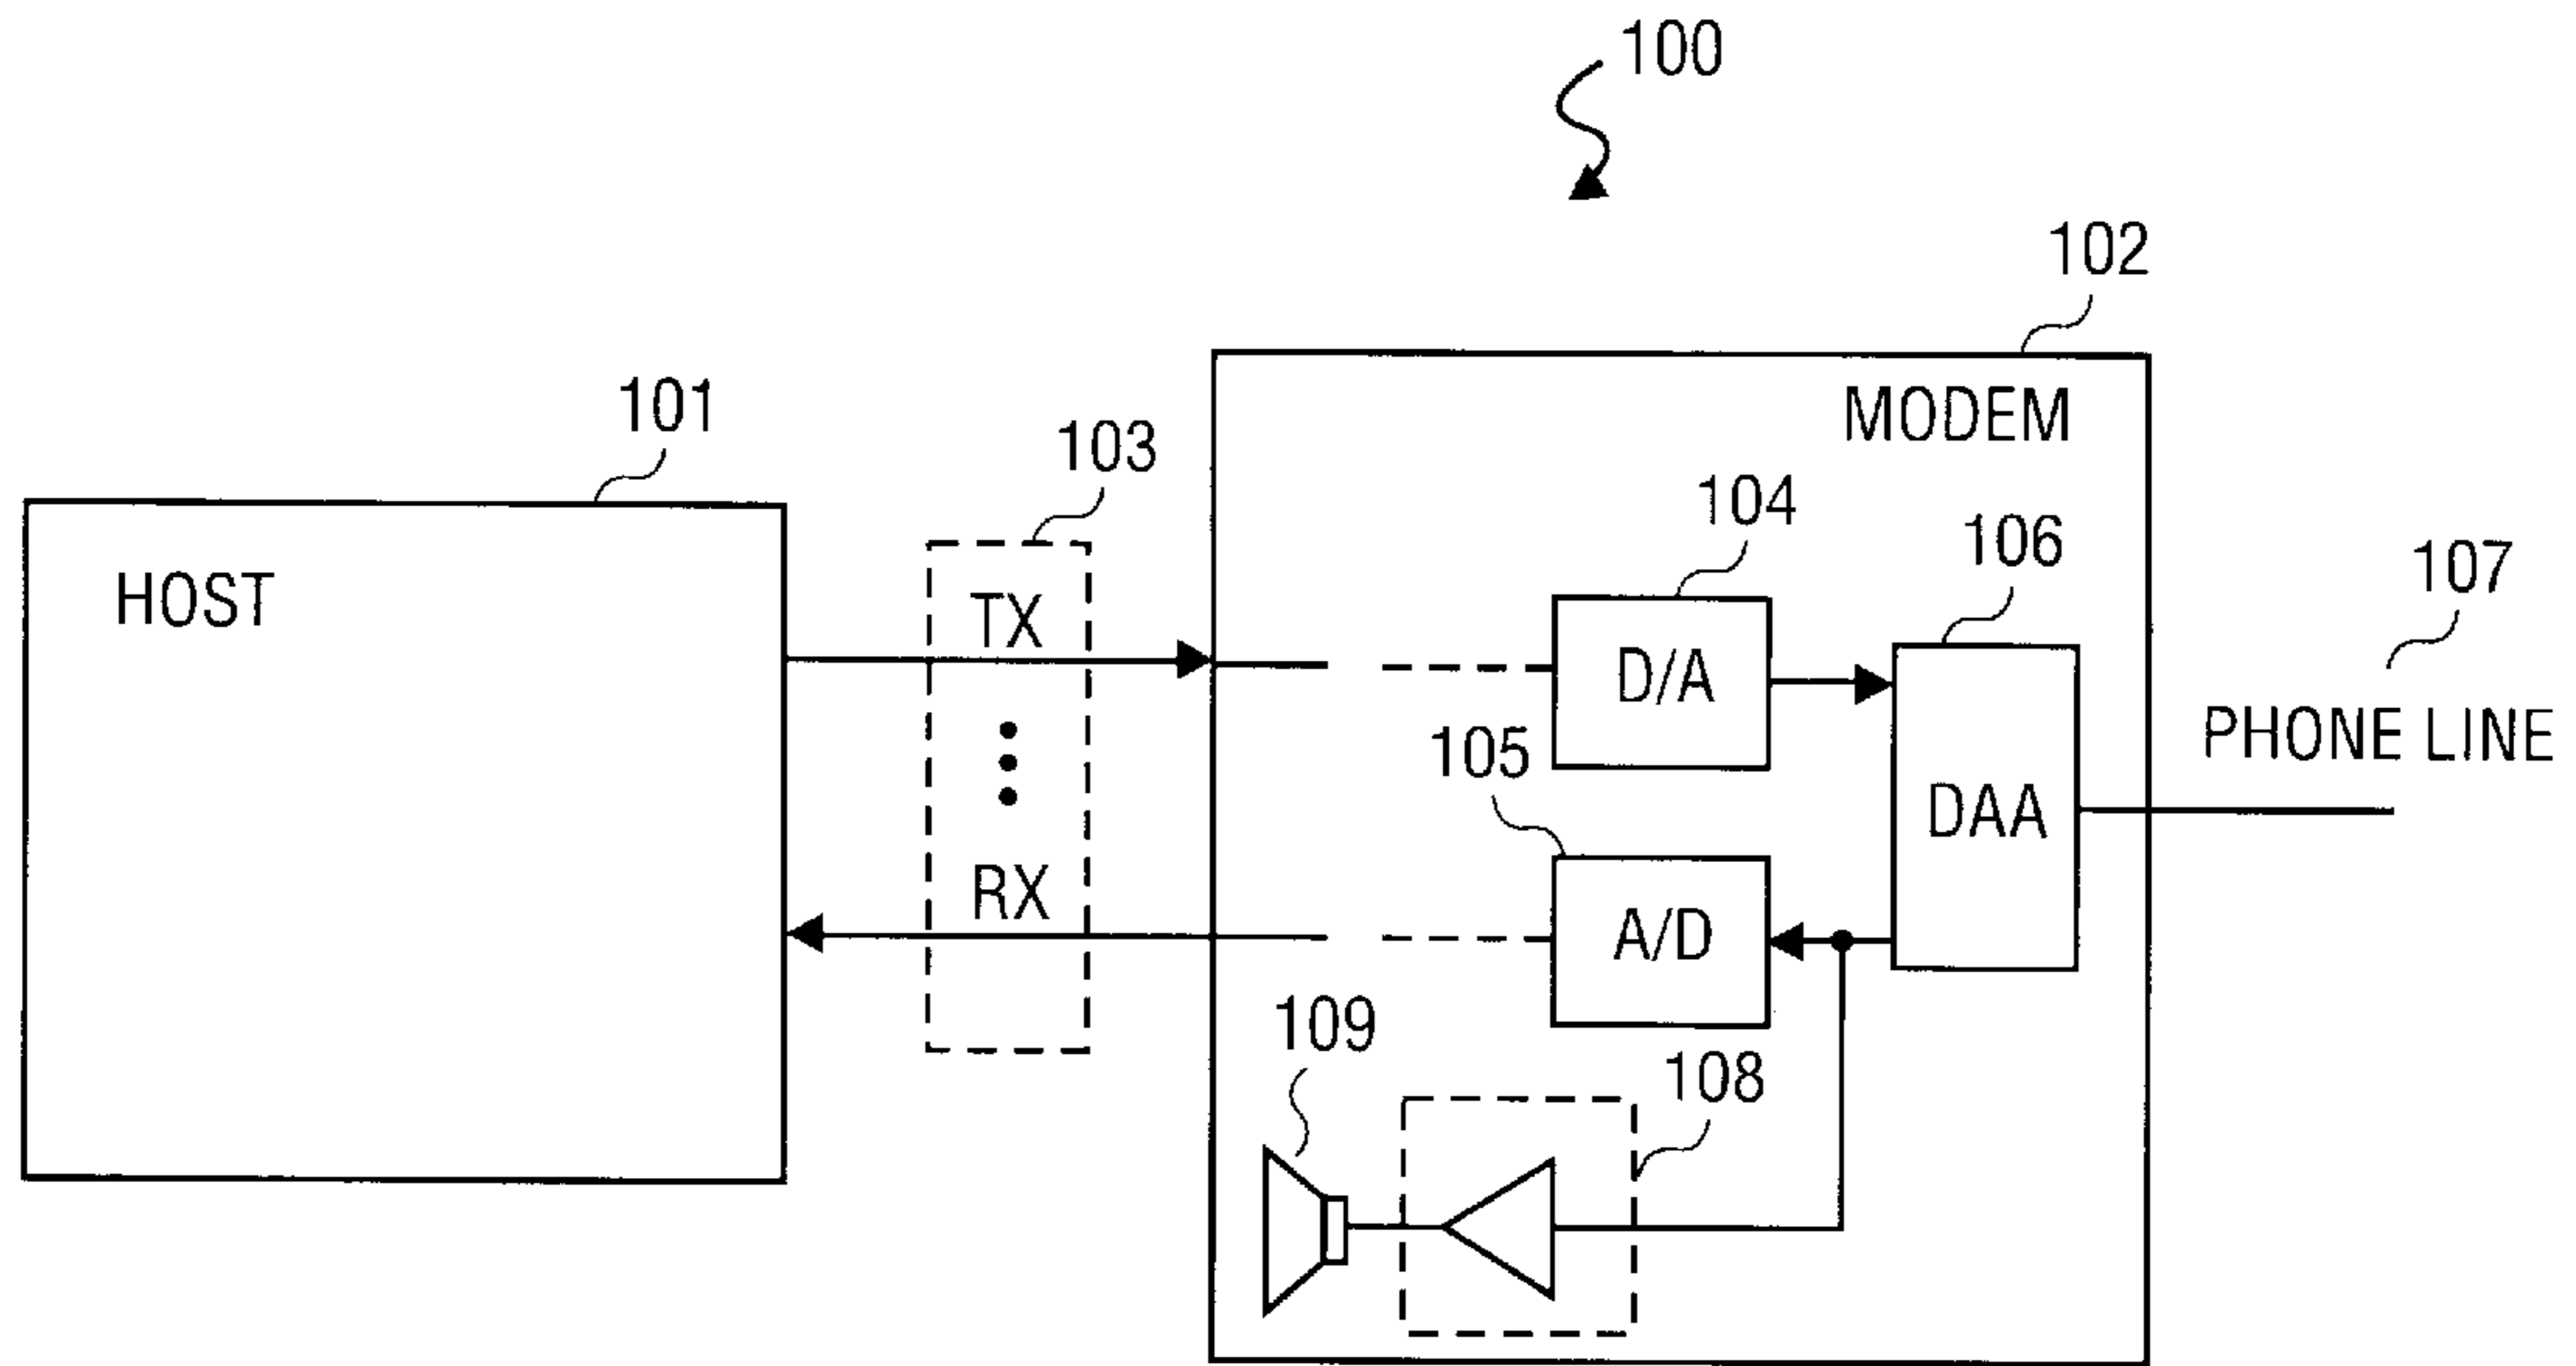 100
102
MODEM
101
103
104
106
107
HOST
TX
D/A
PHONE LINE
105
DAA
RX
A/D
109
108